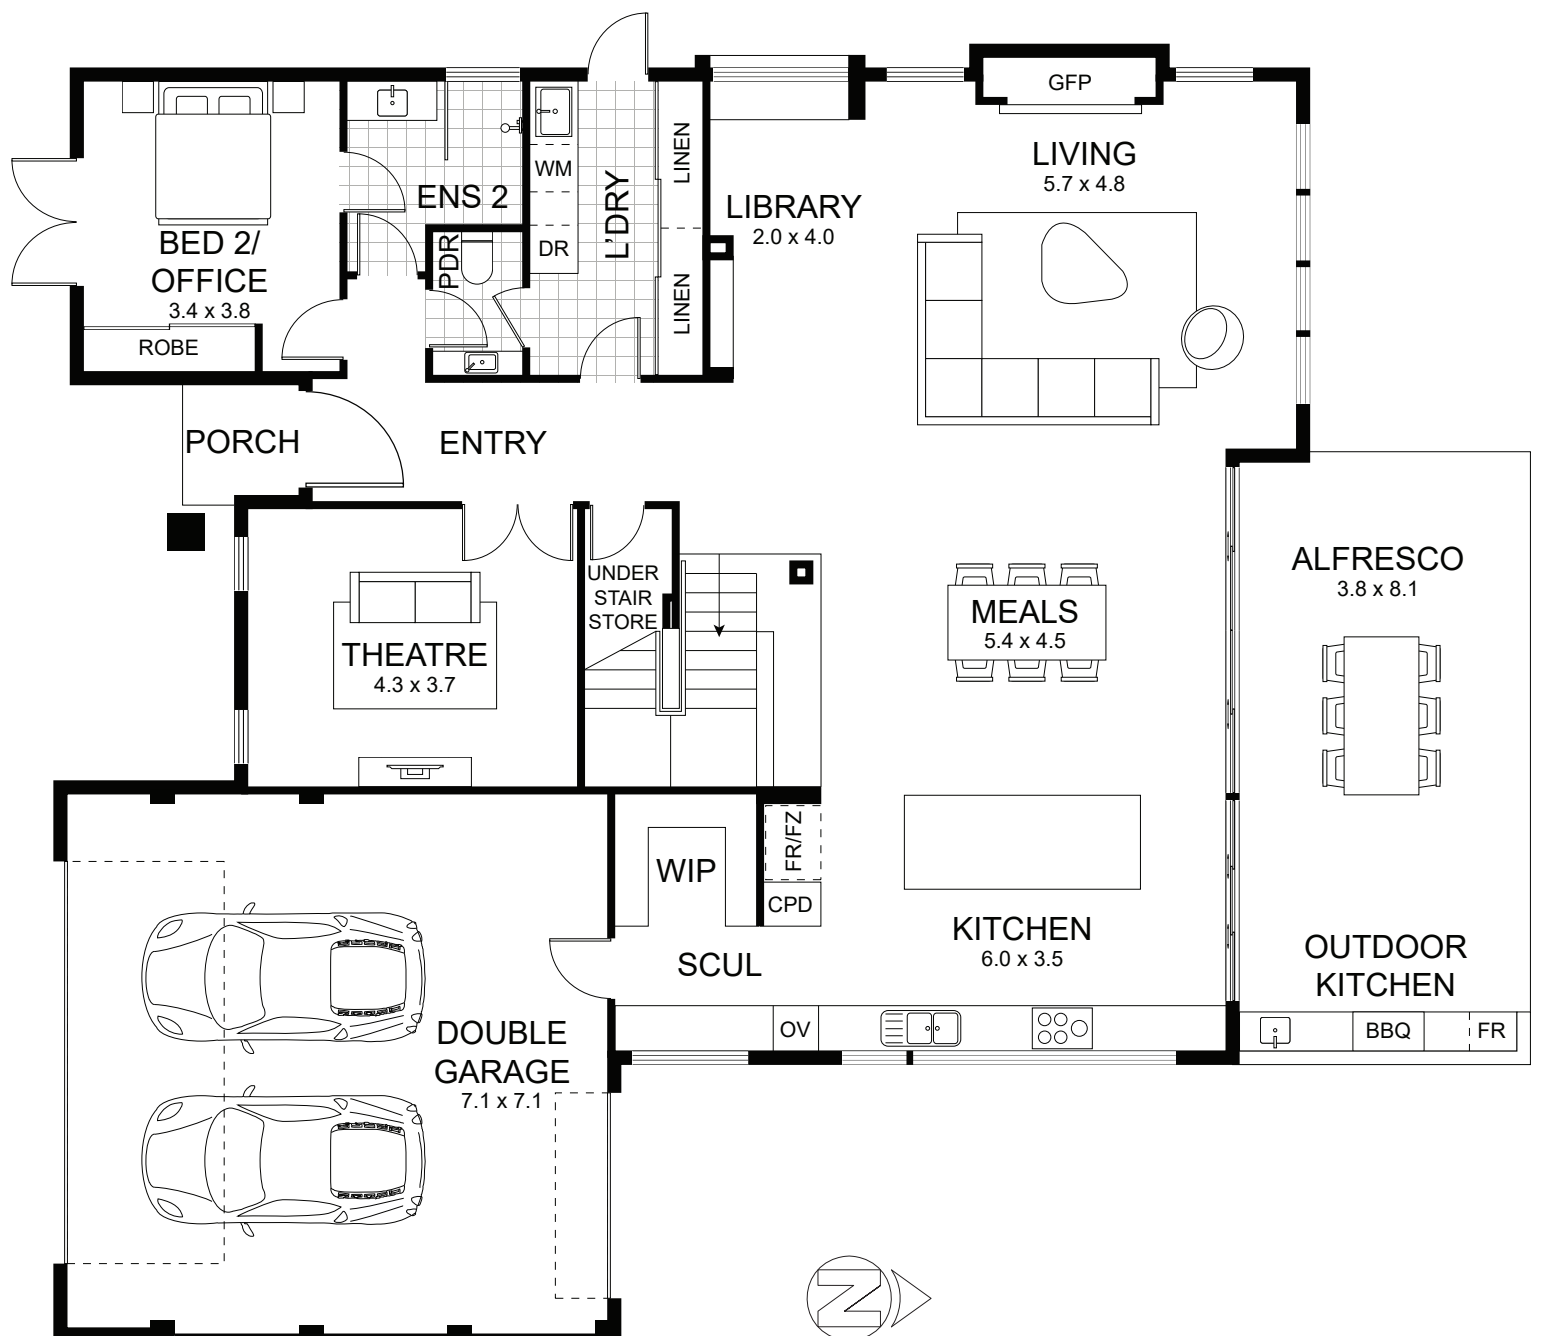 GFP
LIVING
5.7 x 4.8
LINEN
WM
L'DRY
ENS 2
LIBRARY
2.0 x 4.0
BED 2/
OFFICE
3.4 x 3.8
PDR
DR
LINEN
ROBE
PORCH
ENTRY
ALFRESCO
3.8 x 8.1
UNDER
STAIR
STORE
MEALS
5.4 x 4.5
THEATRE
4.3 x 3.7
FR/FZ
WIP
CPD
KITCHEN
6.0 x 3.5
SCUL
OUTDOOR
KITCHEN
OV
BBQ
FR
DOUBLE
GARAGE
7.1 x 7.1
N